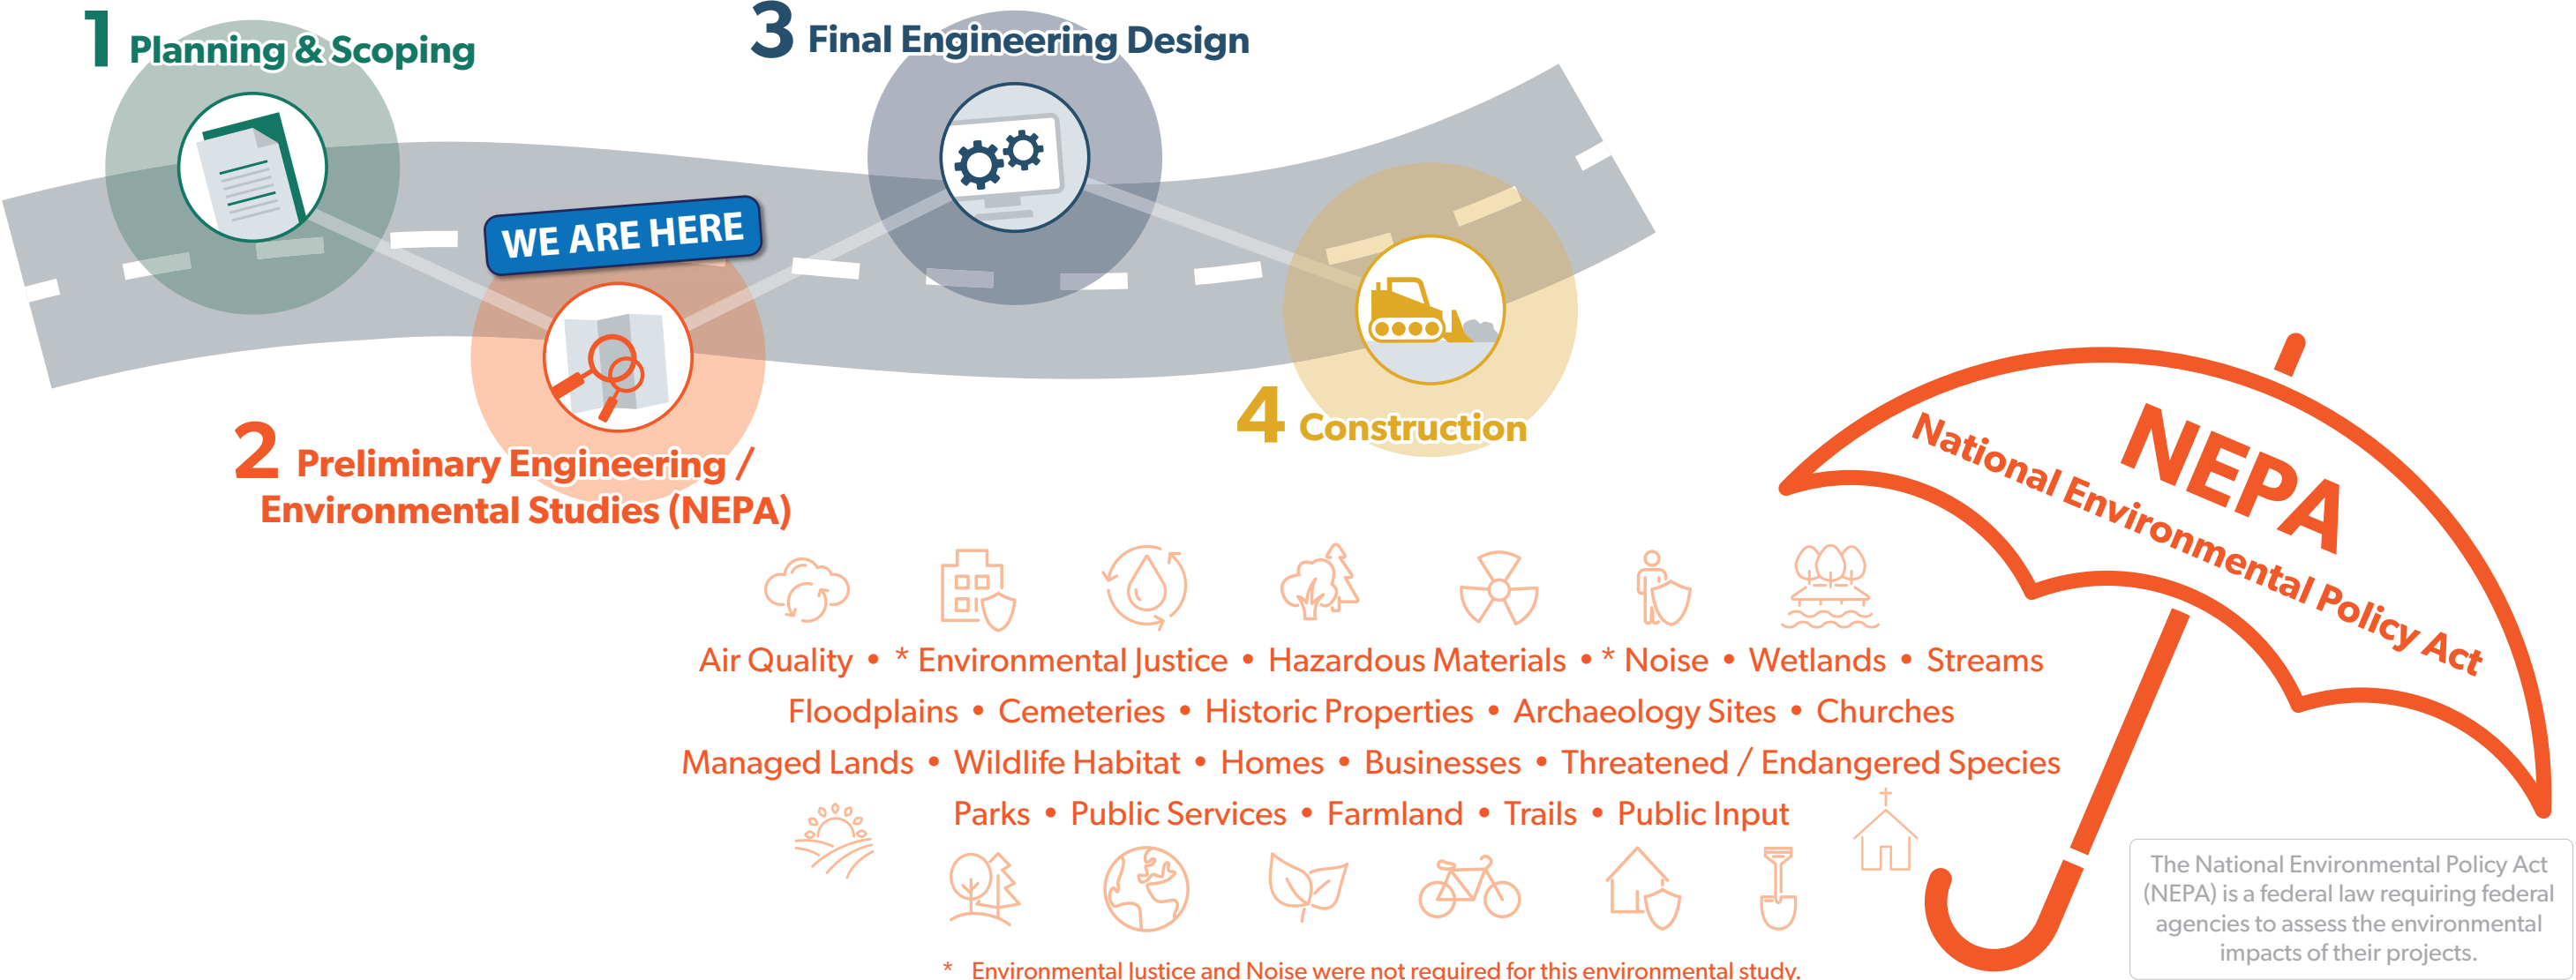 1 Planning & Scoping
3 Final Engineering Design
WE ARE HERE
2 Preliminary Engineering /
Environmental Studies (NEPA)
4 Construction
NEPA
National Environmental Policy Act
Air Quality • * Environmental Justice • Hazardous Materials • * Noise • Wetlands • Streams
Floodplains • Cemeteries • Historic Properties • Archaeology Sites • Churches
Managed Lands • Wildlife Habitat • Homes • Businesses • Threatened / Endangered Species
Parks • Public Services • Farmland • Trails • Public Input
The National Environmental Policy Act
(NEPA) is a federal law requiring federal
agencies to assess the environmental
impacts of their projects.
* Environmental Justice and Noise were not required for this environmental study.